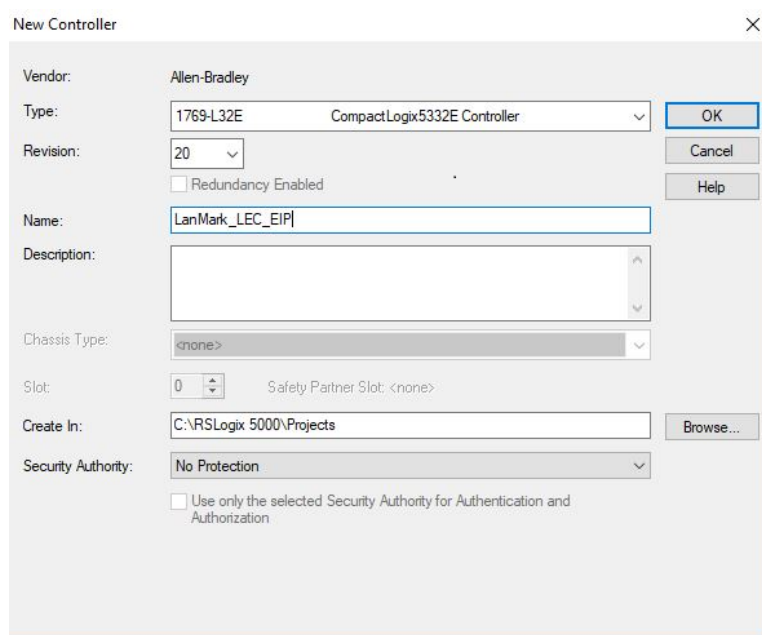 New Controller
Vendor: Allen-Bradley
Type: 1769-L32E CompactLogix5332E Controller OK
Revision: 20 Cancel
Redundancy Enabled Help
Name: LanMark_LEC_EIP
Description:
Chassis Type: <none>
Slot: 0 Safety Partner Slot: <none>
Create In: C:\RSLogix 5000\Projects Browse...
Security Authority: No Protection
Use only the selected Security Authority for Authentication and
Authorization